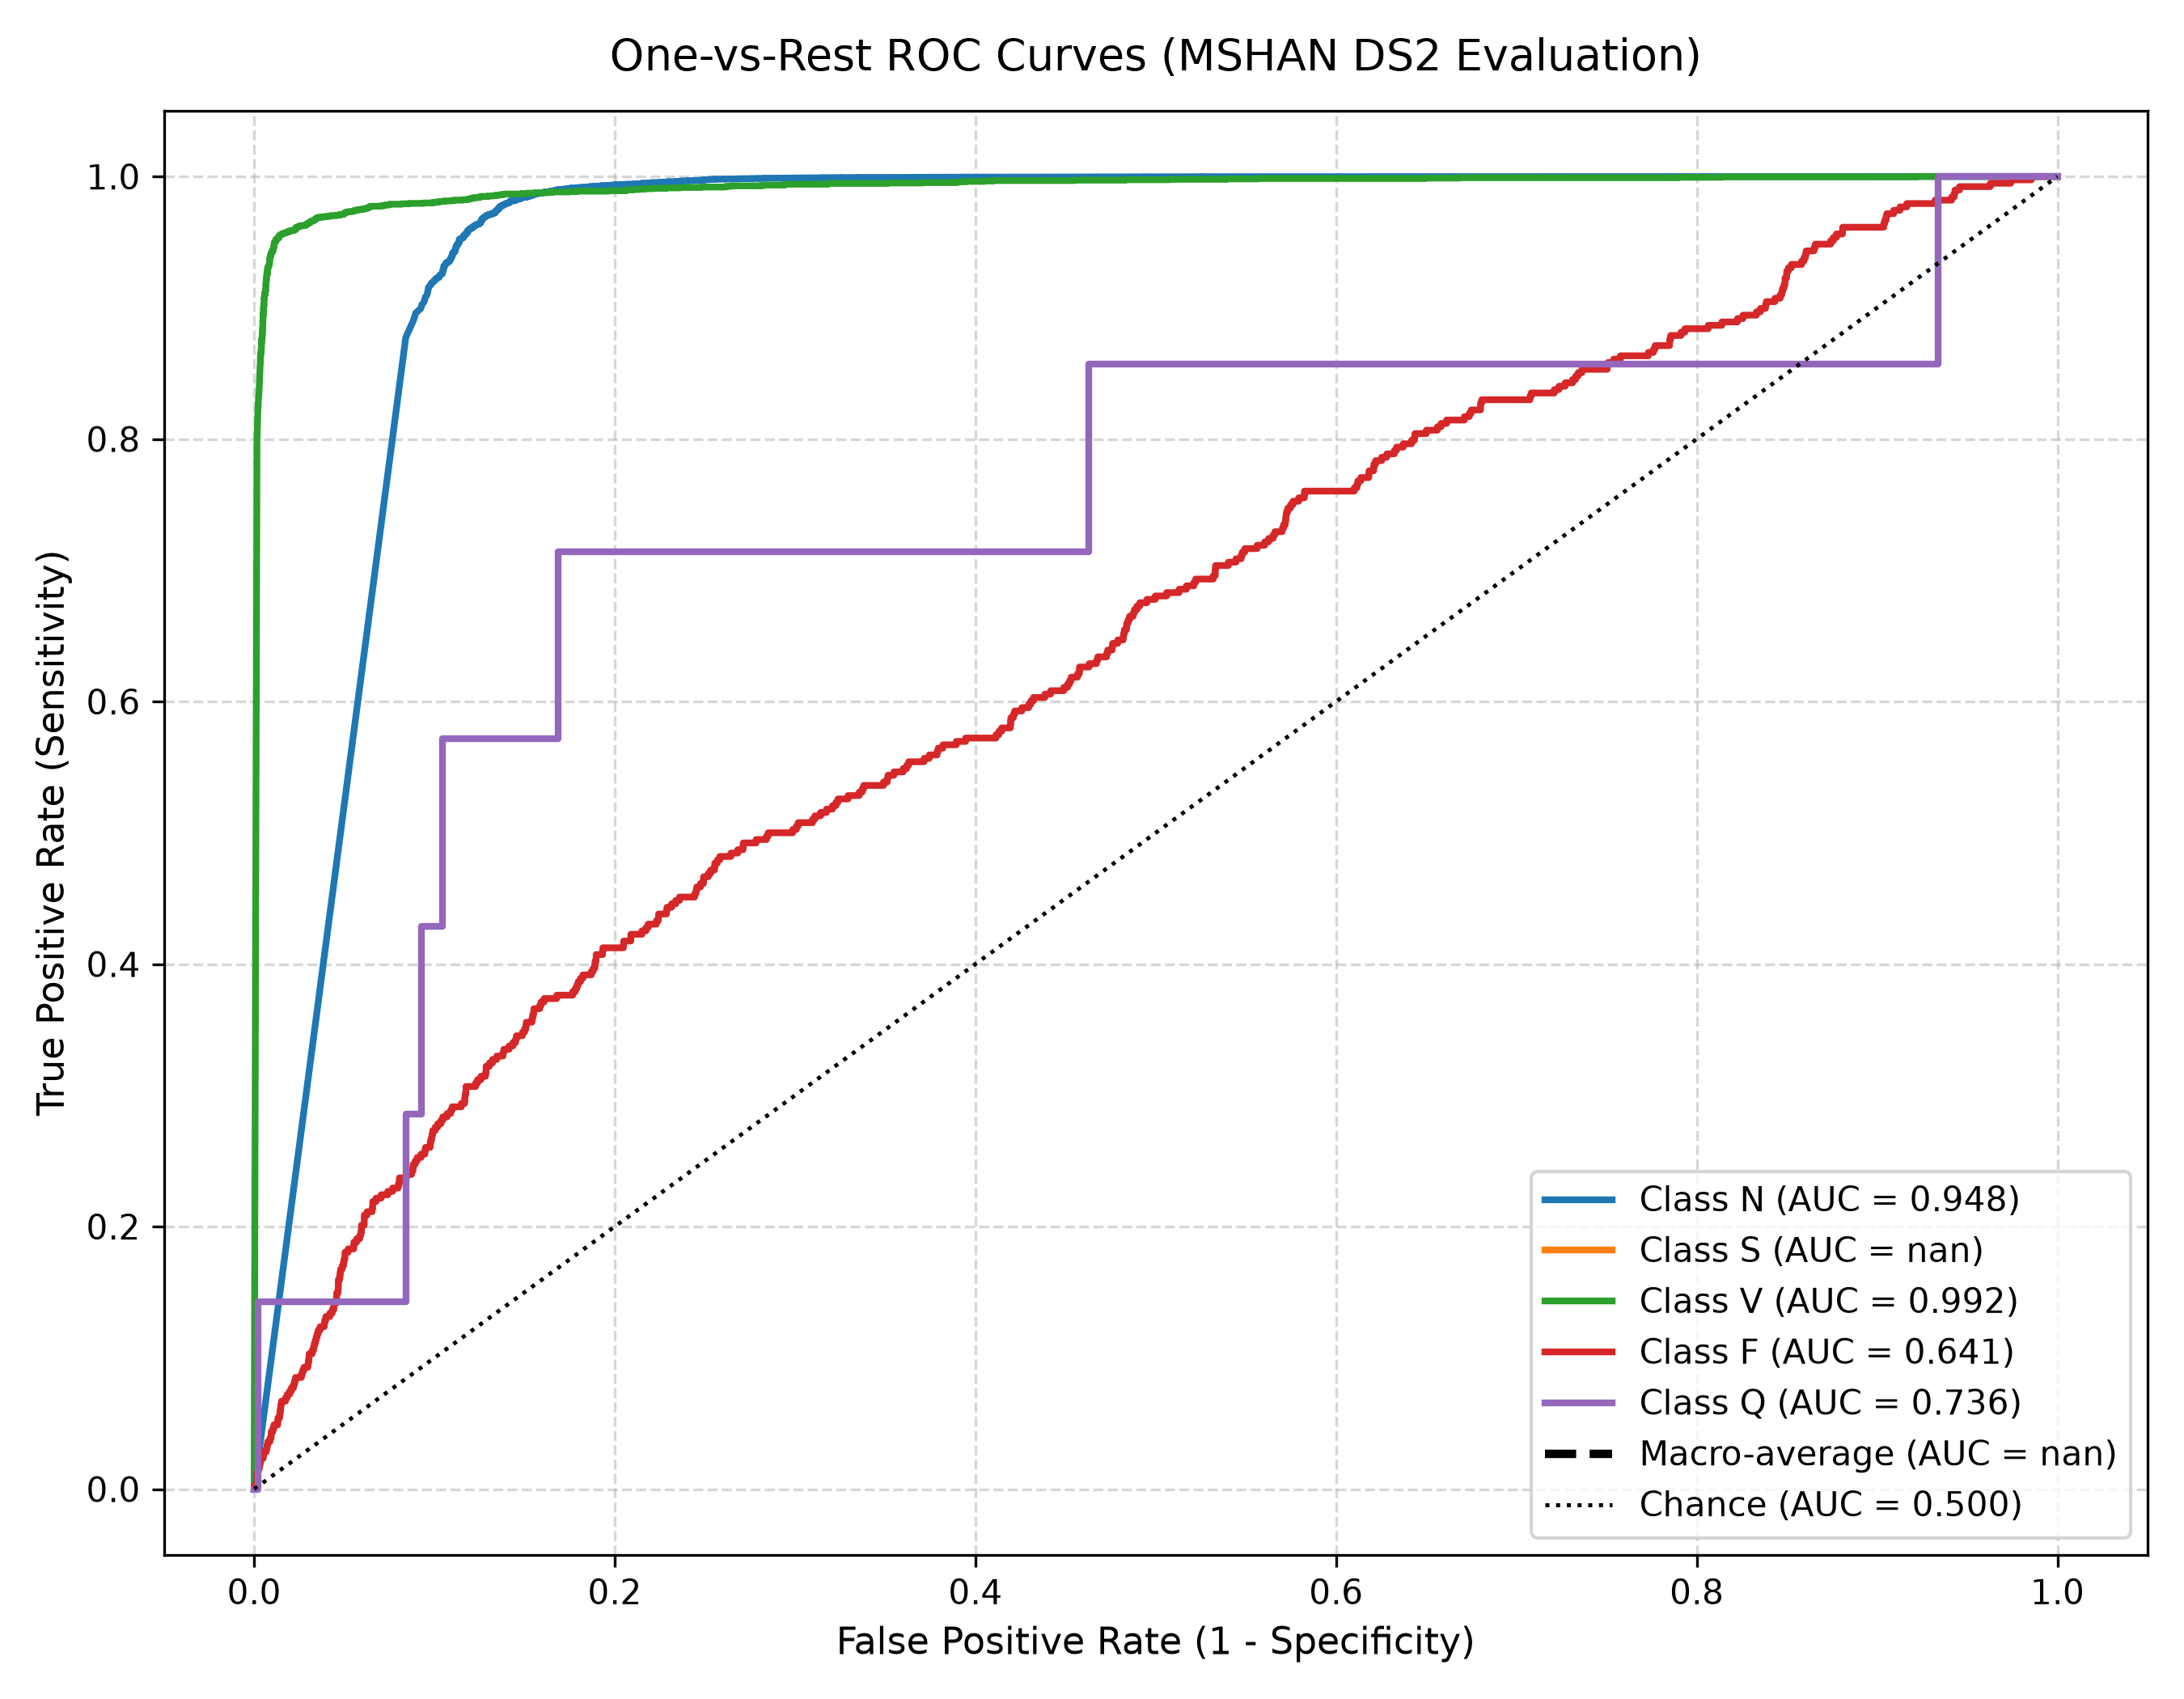 One-vs-Rest ROC Curves (MSHAN DS2 Evaluation)
True Positive Rate (Sensitivity)
1.0
0.8
0.6
0.4
0.2
0.0
0.0 0.2 0.4 0.6 0.8 1.0
False Positive Rate (1 - Specificity)
Class N (AUC = 0.948)
Class S (AUC = nan)
Class V (AUC = 0.992)
Class F (AUC = 0.641)
Class Q (AUC = 0.736)
Macro-average (AUC = nan)
Chance (AUC = 0.500)